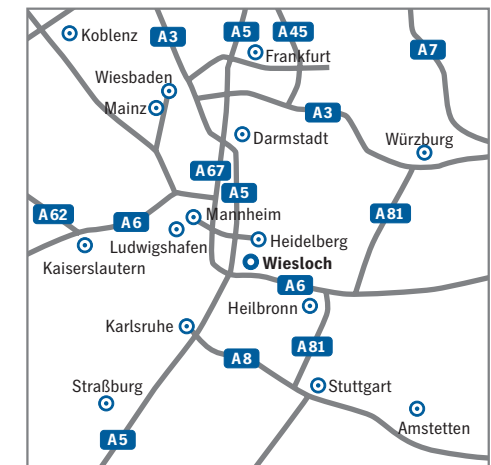 Koblenz
A3
A5
A45
A7
Frankfurt
Wiesbaden
Mainz
A3
Darmstadt
Würzburg
A67
A5
A62
A6
Mannheim
A81
Ludwigshafen
Heidelberg
Kaiserslautern
Wiesloch
A6
Heilbronn
Karlsruhe
A81
A8
Straßburg
Stuttgart
Amstetten
A5